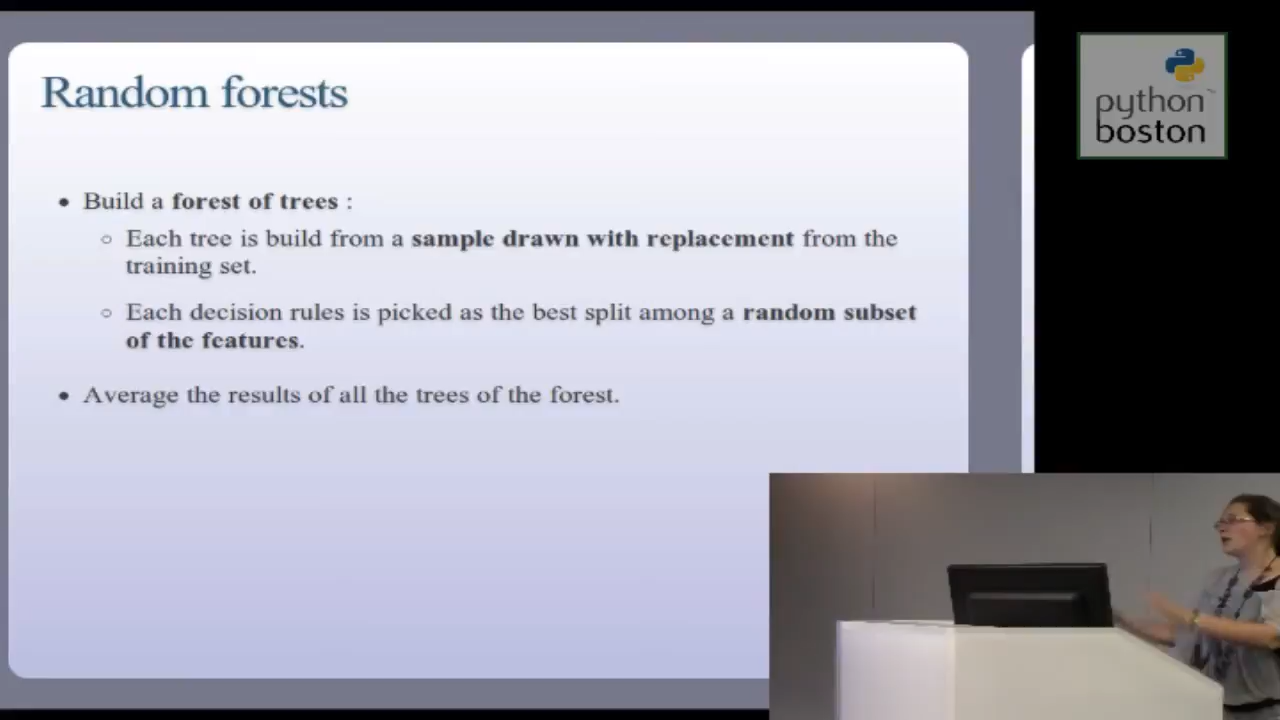 Random forests
• Build a forest of trees :
○ Each tree is build from a sample drawn with replacement from the
training set.
○ Each decision rules is picked as the best split among a random subset
of the features.
• Average the results of all the trees of the forest.
python™
boston